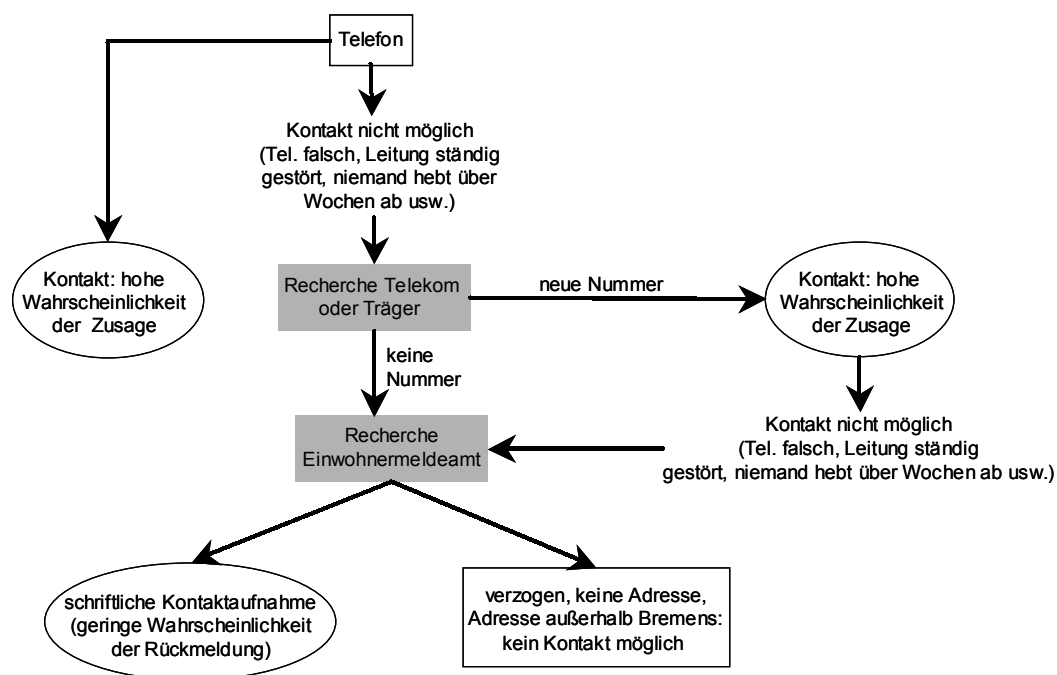 Telefon
Kontakt nicht möglich
(Tel. falsch, Leitung ständig
gestört, niemand hebt über
Wochen ab usw.)
Kontakt: hohe
Wahrscheinlichkeit
der Zusage
Recherche Telekom
oder Träger
neue Nummer
Kontakt: hohe
Wahrscheinlichkeit
der Zusage
keine
Nummer
Kontakt nicht möglich
(Tel. falsch, Leitung ständig
gestört, niemand hebt über Wochen ab usw.)
Recherche
Einwohnermeldeamt
schriftliche Kontaktaufnahme
(geringe Wahrscheinlichkeit
der Rückmeldung)
verzogen, keine Adresse,
Adresse außerhalb Bremens:
kein Kontakt möglich